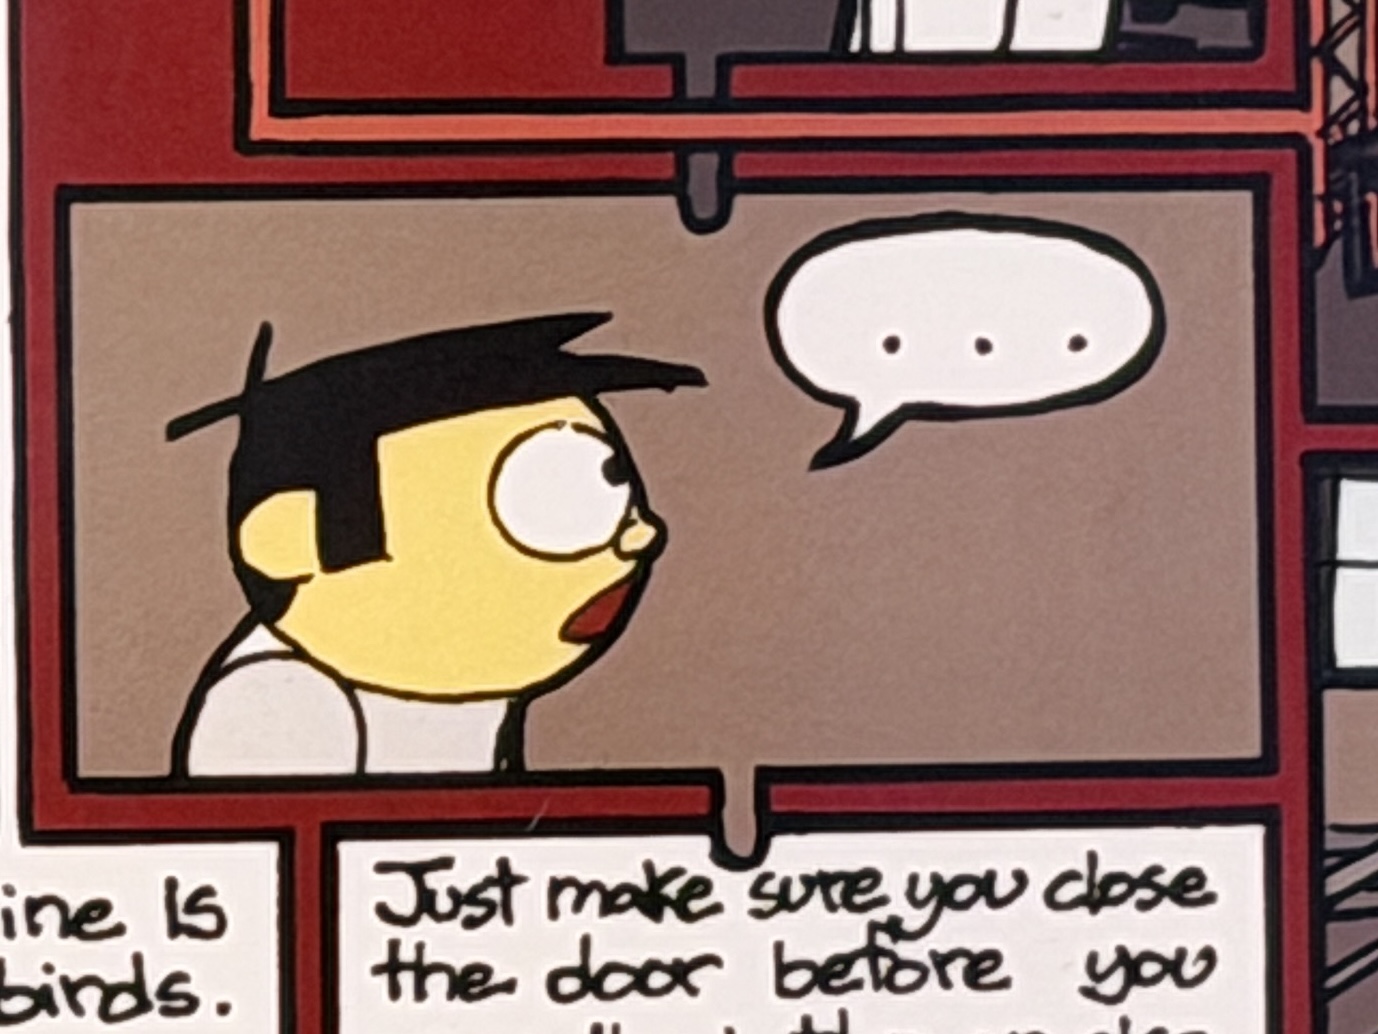 . . .
ine Is
birds.
Just make sure you close
the door before you